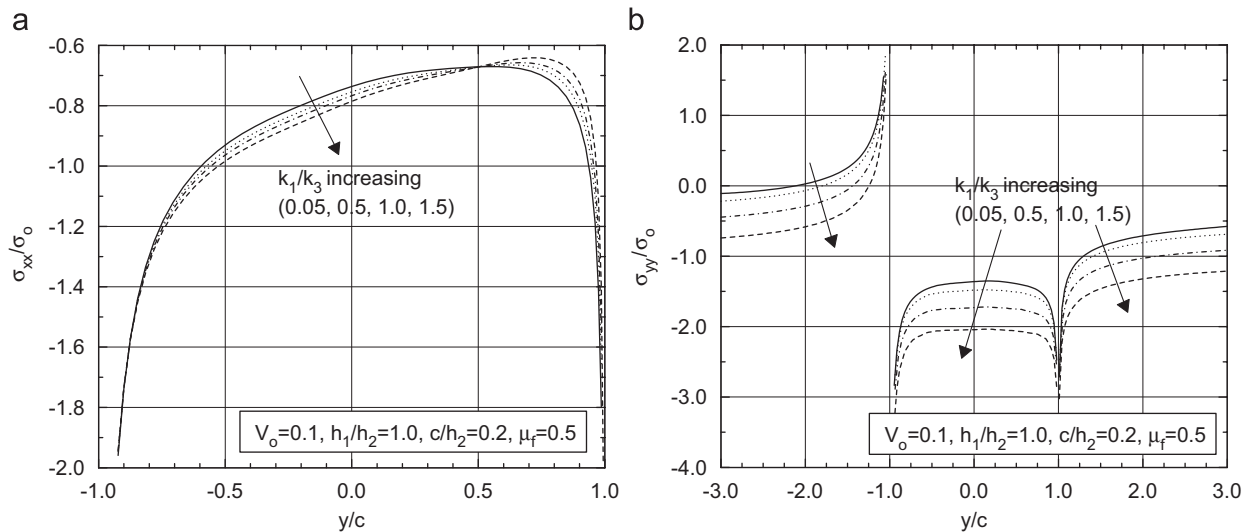 a
-0.6
-0.8
-1.0
-1.2
-1.4
-1.6
-1.8
-2.0
σxx/σo
k1/k3 increasing
(0.05, 0.5, 1.0, 1.5)
Vo=0.1, h1/h2=1.0, c/h2=0.2, μf=0.5
-1.0 -0.5 0.0 0.5 1.0
y/c
b
2.0
1.0
0.0
-1.0
-2.0
-3.0
-4.0
σyy/σo
k1/k3 increasing
(0.05, 0.5, 1.0, 1.5)
Vo=0.1, h1/h2=1.0, c/h2=0.2, μf=0.5
-3.0 -2.0 -1.0 0.0 1.0 2.0 3.0
y/c